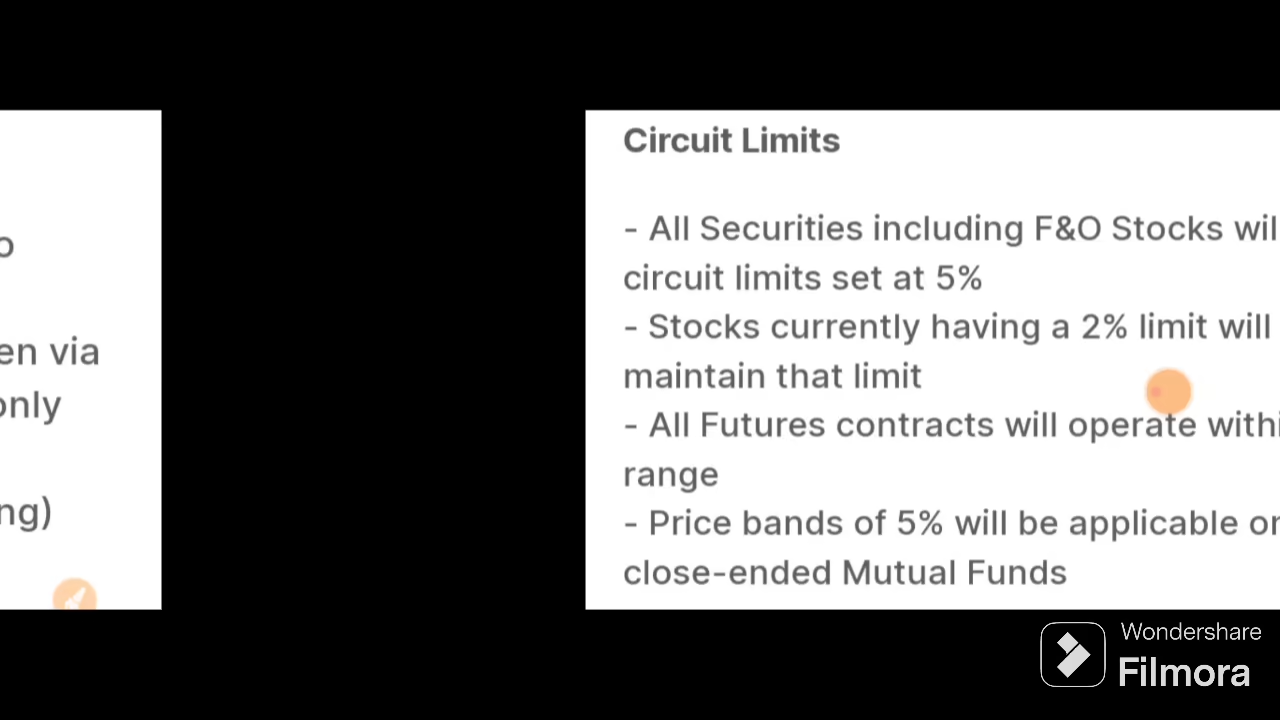 o
en via
only
ng)
Circuit Limits
- All Securities including F&O Stocks wil
circuit limits set at 5%
- Stocks currently having a 2% limit will
maintain that limit
- All Futures contracts will operate withi
range
- Price bands of 5% will be applicable or
close-ended Mutual Funds
Wondershare
Filmora